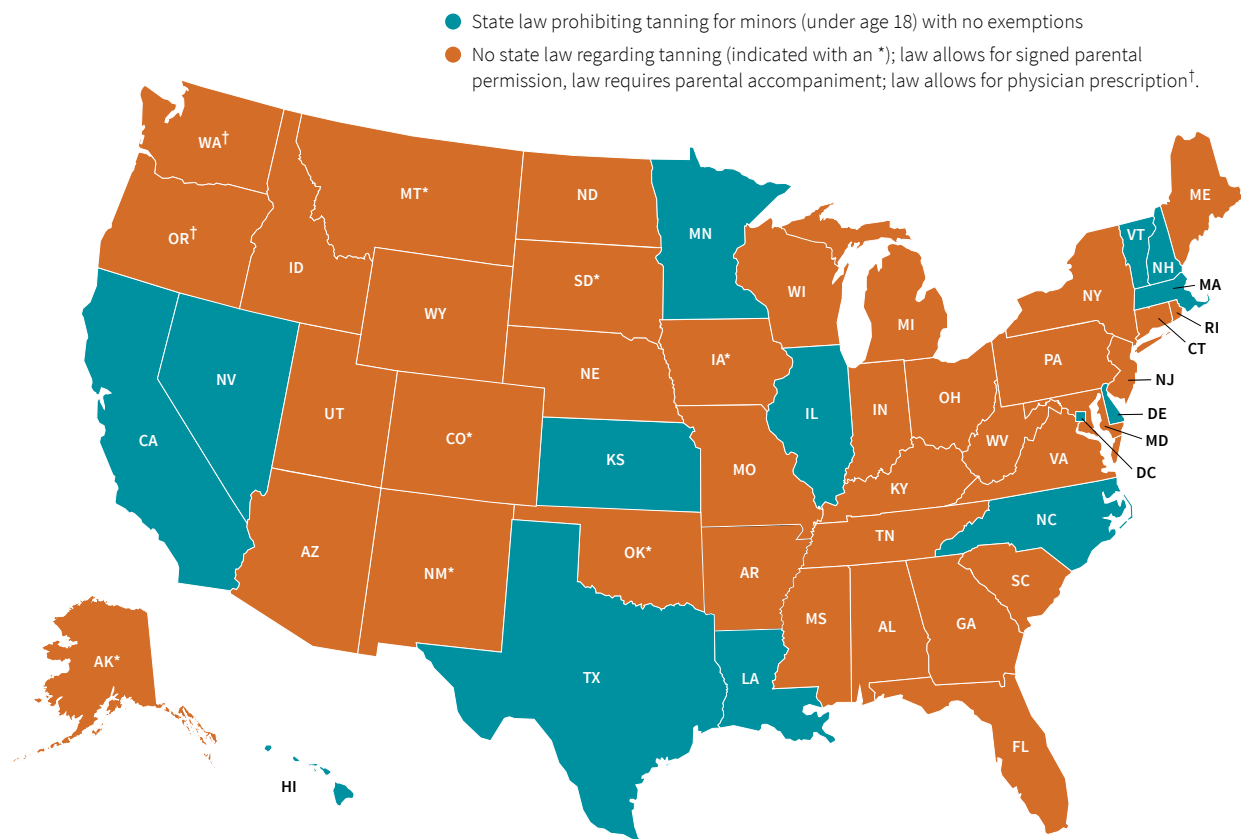 State law prohibiting tanning for minors (under age 18) with no exemptions
No state law regarding tanning (indicated with an *); law allows for signed parental
permission, law requires parental accompaniment; law allows for physician prescription†.
WA†
MT*
ND
MN
ME
VT
OR†
NH
ID
SD*
MA
WI
NY
WY
MI
RI
CT
IA*
PA
NE
NV
NJ
UT
IL
IN
OH
DE
CA
CO*
MD
WV
KS
MO
VA
DC
KY
NC
TN
AZ
OK*
NM*
AR
SC
MS
AL
GA
AK*
TX
LA
FL
HI